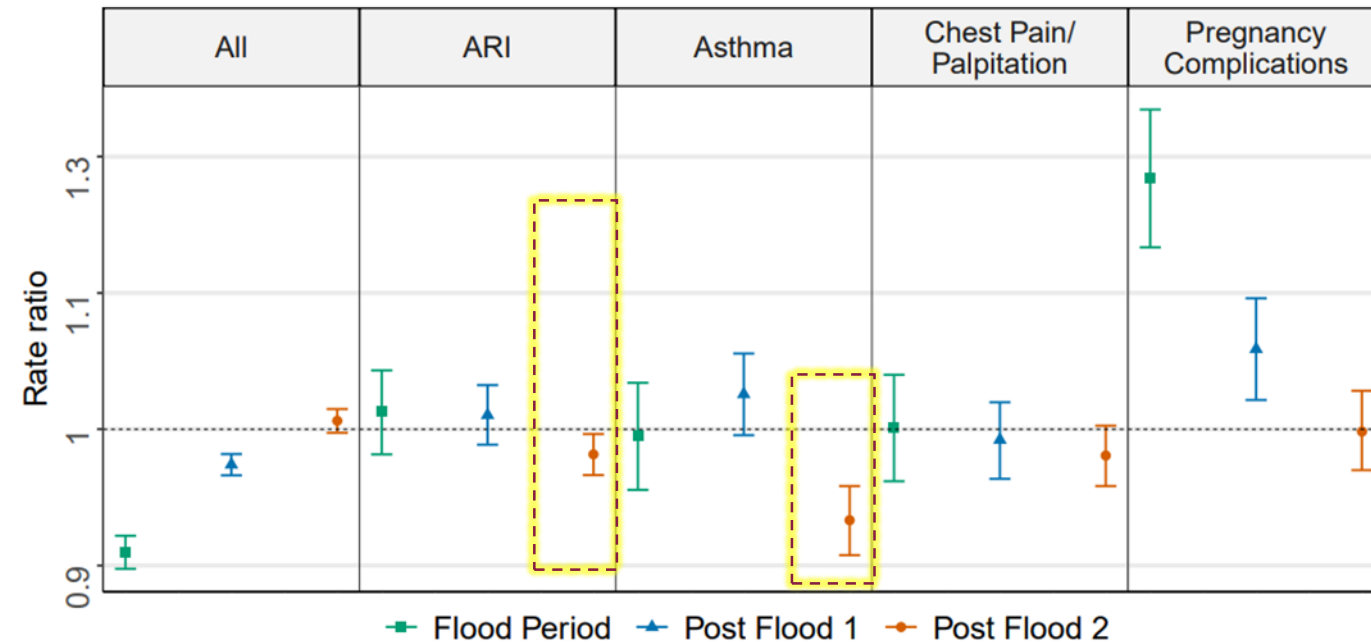 All
ARI
Asthma
Chest Pain/
Palpitation
Pregnancy
Complications
Rate ratio
1.3
1.1
1
0.9
Flood Period
Post Flood 1
Post Flood 2